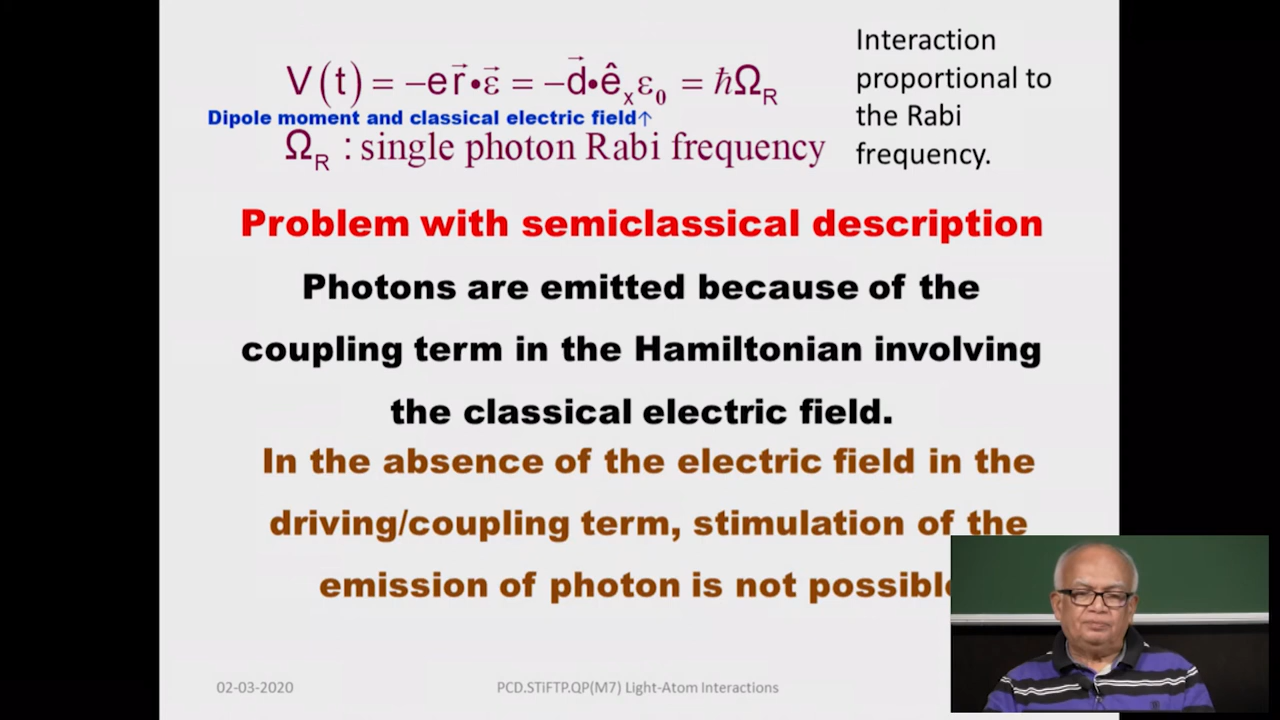 V(t) = −er⃗•ε⃗ = −d⃗•êₓε₀ = ℏΩ_R
Dipole moment and classical electric field↑
Ω_R : single photon Rabi frequency
Interaction
proportional to
the Rabi
frequency.
Problem with semiclassical description
Photons are emitted because of the
coupling term in the Hamiltonian involving
the classical electric field.
In the absence of the electric field in the
driving/coupling term, stimulation of the
emission of photon is not possible
02-03-2020
PCD.STiFTP.QP(M7) Light-Atom Interactions